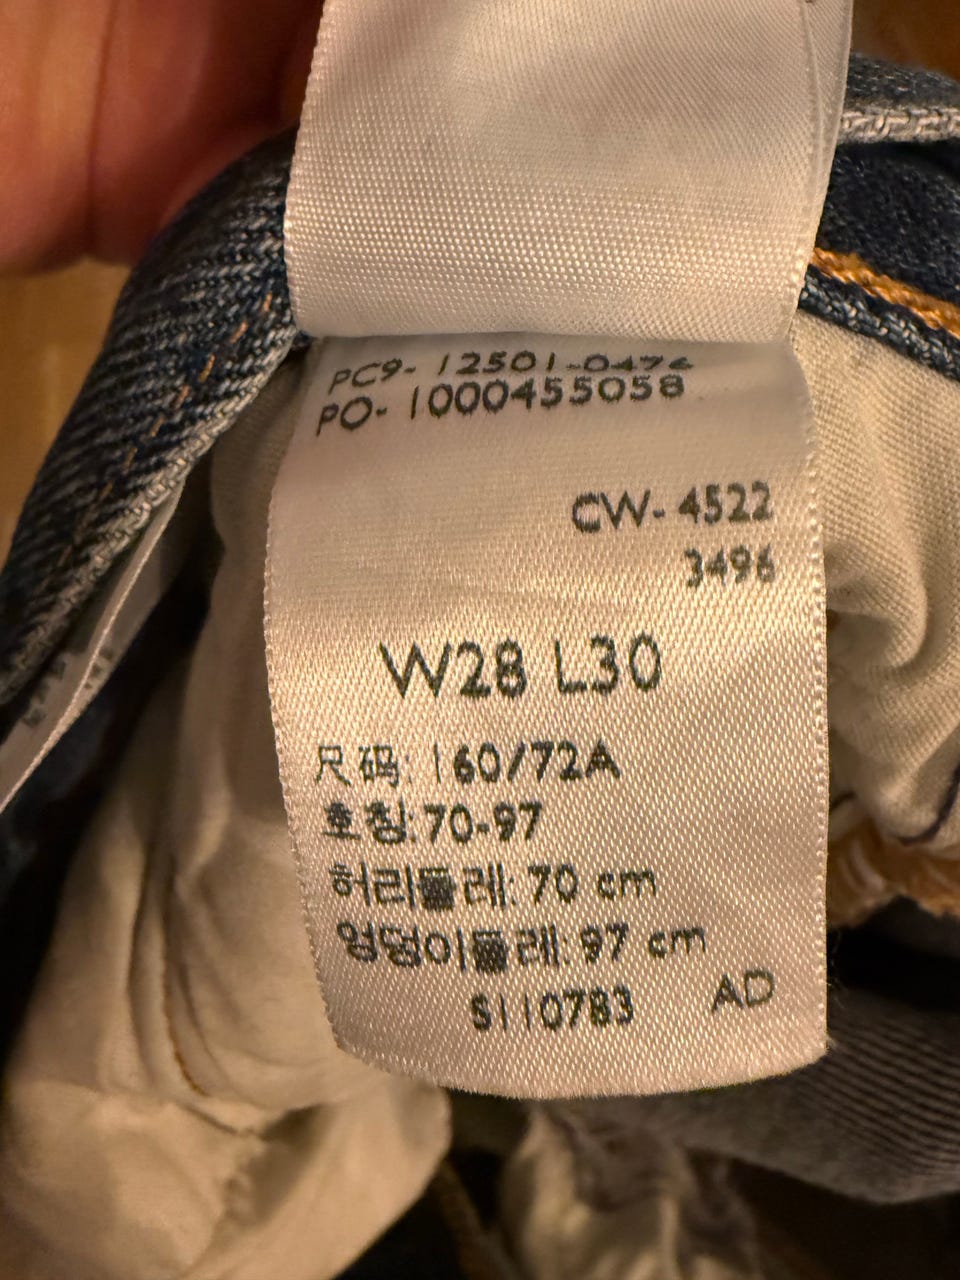 PC9- 12501-0476
PO- 1000455058
CW- 4522
3496
W28 L30
尺码: 160/72A
호칭: 70-97
허리둘레: 70 cm
엉덩이둘레: 97 cm
S110783 AD